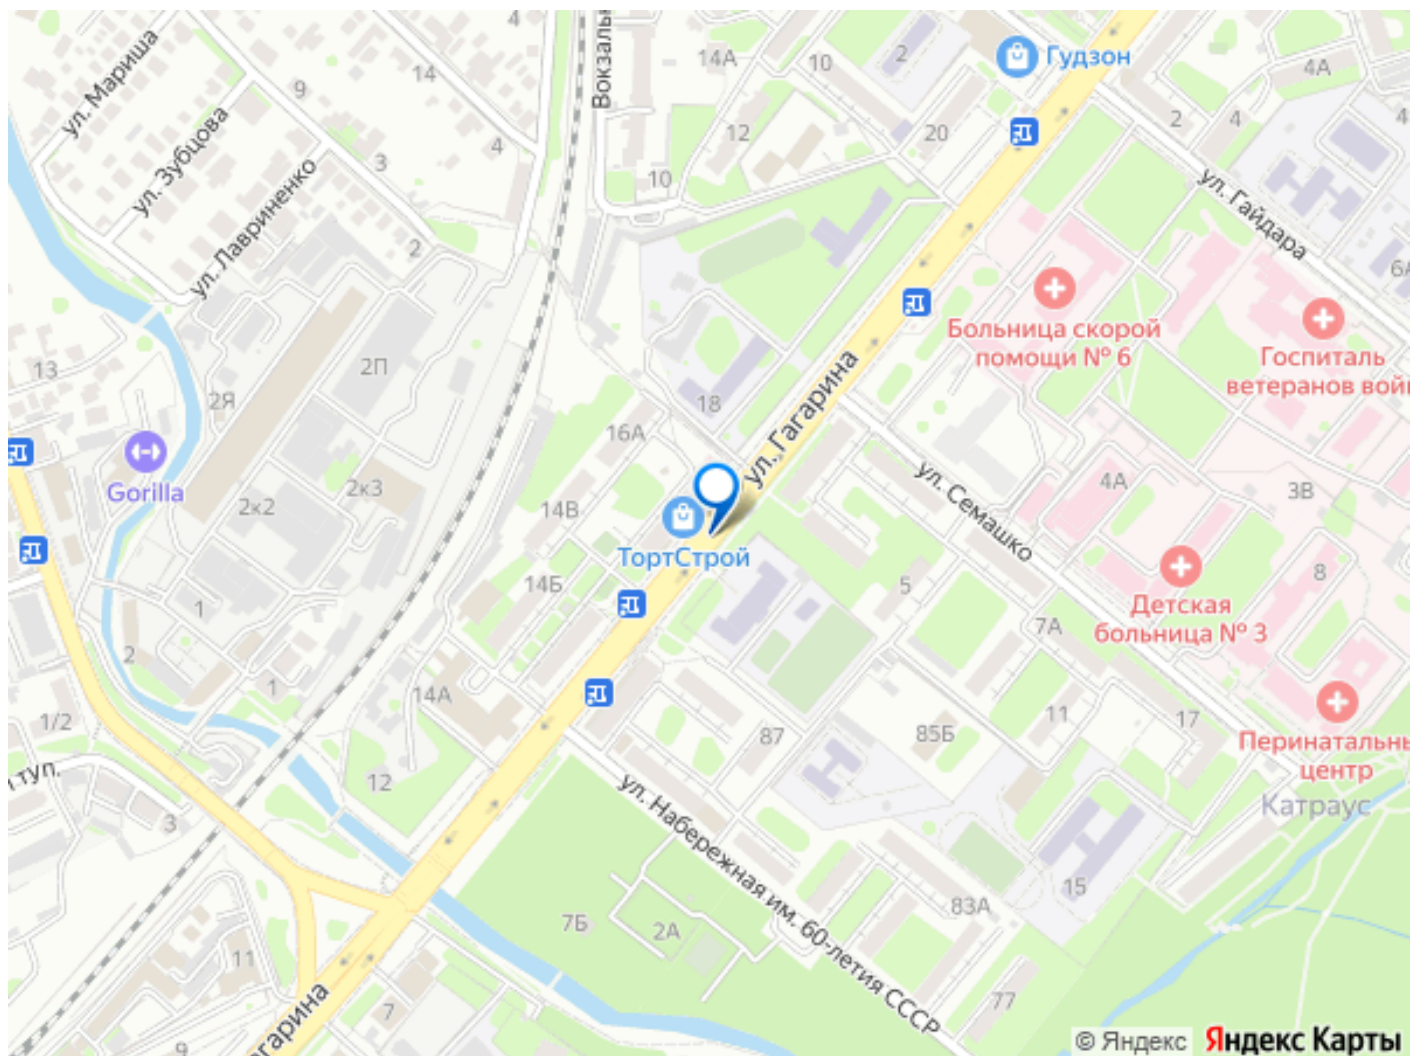 4
14А
10
2
Гудзон
4А
ул. Мариша
14
Вокзальн
9
ул. Зубцова
12
20
2
4
4
3
4
ул. Лавриненко
10
ул. Гайдара
2
6А
Больница скорой
помощи № 6
Госпиталь
ветеранов вой
13
2П
2Я
18
ул. Гагарина
16А
Gorilla
2к3
2к2
14В
ул. Семашко
4А
3В
ТортСтрой
14Б
5
8
Детская
больница № 3
1
7А
2
1
14А
1/2
87
85Б
11
17
Перинатальны
центр
туп.
12
3
Катраус
ул. Набережная им. 60-летия СССР
15
7Б
2А
83А
11
77
7
9
агарина
© Яндекс Яндекс Карты